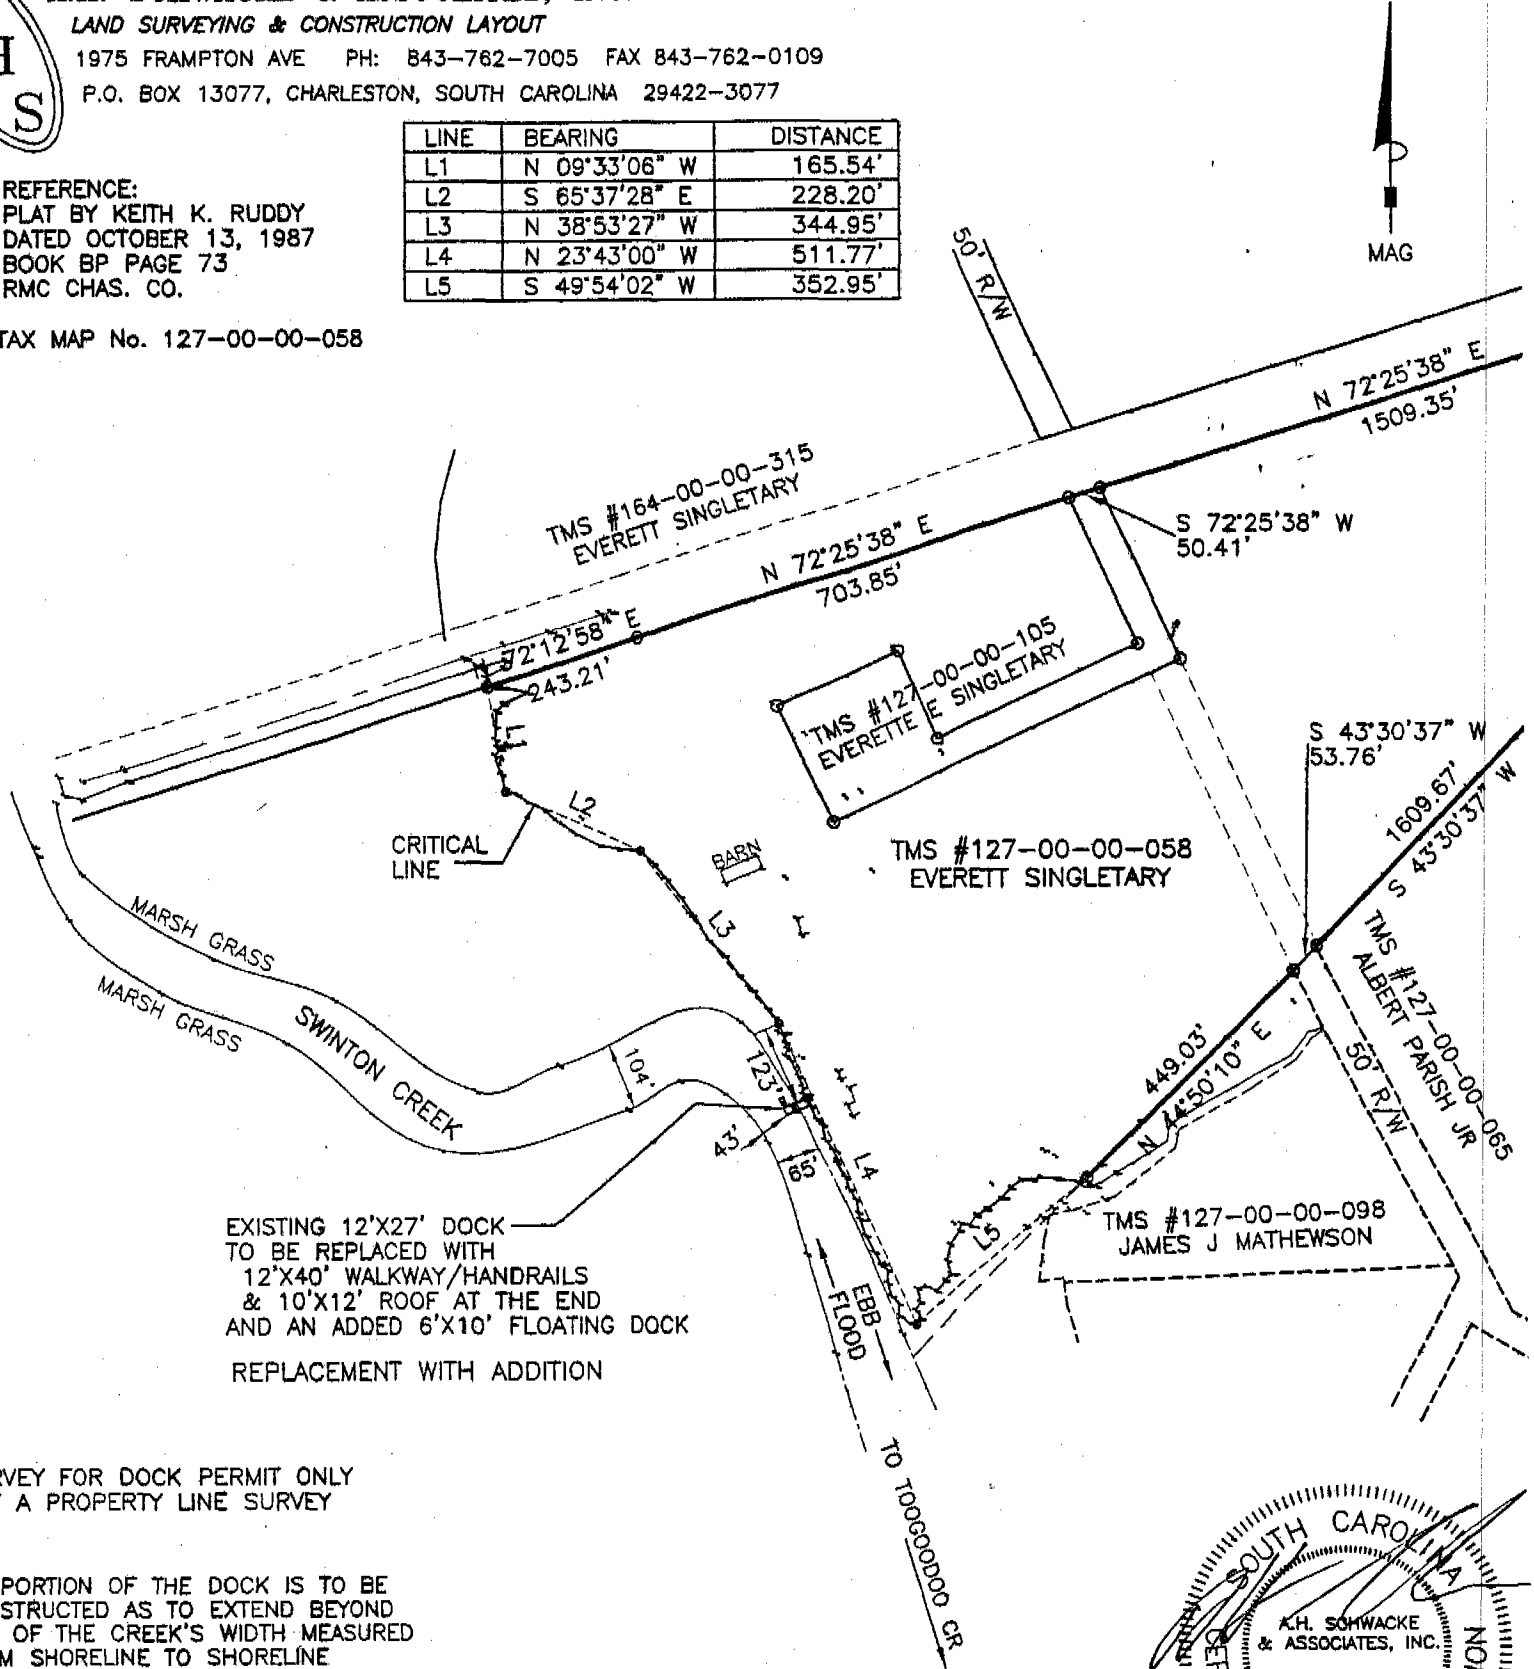 H
S
LAND SURVEYING & CONSTRUCTION LAYOUT
1975 FRAMPTON AVE PH: 843-762-7005 FAX 843-762-0109
P.O. BOX 13077, CHARLESTON, SOUTH CAROLINA 29422-3077
LINE BEARING DISTANCE
L1 N 09°33'06" W 165.54'
L2 S 65°37'28" E 228.20'
L3 N 38°53'27" W 344.95'
L4 N 23°43'00" W 511.77'
L5 S 49°54'02" W 352.95'
REFERENCE:
PLAT BY KEITH K. RUDDY
DATED OCTOBER 13, 1987
BOOK BP PAGE 73
RMC CHAS. CO.
TAX MAP No. 127-00-00-058
MAG
50' R/W
N 72°25'38" E
1509.35'
TMS #164-00-00-315
EVERETT SINGLETARY
S 72°25'38" W
50.41'
N 72°25'38" E
703.85'
N 72°12'58" E
243.21'
TMS #127-00-00-105
EVERETTE E SINGLETARY
L1
L2
CRITICAL
LINE
BARN
L3
TMS #127-00-00-058
EVERETT SINGLETARY
S 43°30'37" W
53.76'
1609.67'
S 43°30'37" W
TMS #127-00-00-065
ALBERT PARISH JR
MARSH GRASS
MARSH GRASS
SWINTON CREEK
104'
123'
43'
65'
L4
449.03'
N 44°50'10" E
50' R/W
L5
TMS #127-00-00-098
JAMES J MATHEWSON
EXISTING 12'X27' DOCK
TO BE REPLACED WITH
12'X40' WALKWAY/HANDRAILS
& 10'X12' ROOF AT THE END
AND AN ADDED 6'X10' FLOATING DOCK
REPLACEMENT WITH ADDITION
EBB
FLOOD
TO TOOGOODOO CR
RVEY FOR DOCK PERMIT ONLY
A PROPERTY LINE SURVEY
PORTION OF THE DOCK IS TO BE
STRUCTED AS TO EXTEND BEYOND
OF THE CREEK'S WIDTH MEASURED
M SHORELINE TO SHORELINE
SOUTH CAROLINA
A.H. SCHWACKE
& ASSOCIATES, INC.